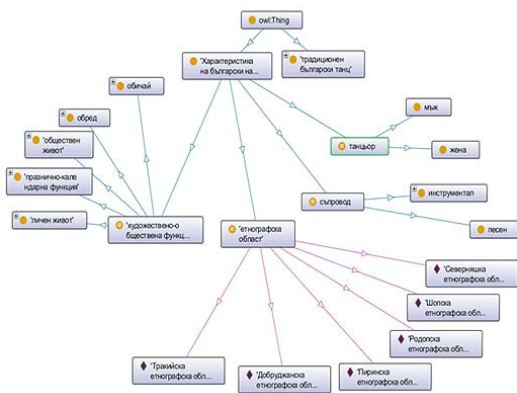 owl:Thing
"Характеристика
на български на...
"традиционен
български танц"
обичай
обред
"обществен
живот"
"празнично-кале
ндарна функция"
"личен живот"
"художествено-о
бществена функц...
"етнографска
област"
мъж
танцьор
жена
инструментал
съпровод
песен
"Северняшка
етнографска обл...
"Шопска
етнографска обл...
"Родопска
етнографска обл...
"Тракийска
етнографска обл...
"Добруджанска
етнографска обл...
"Пиринска
етнографска обл...